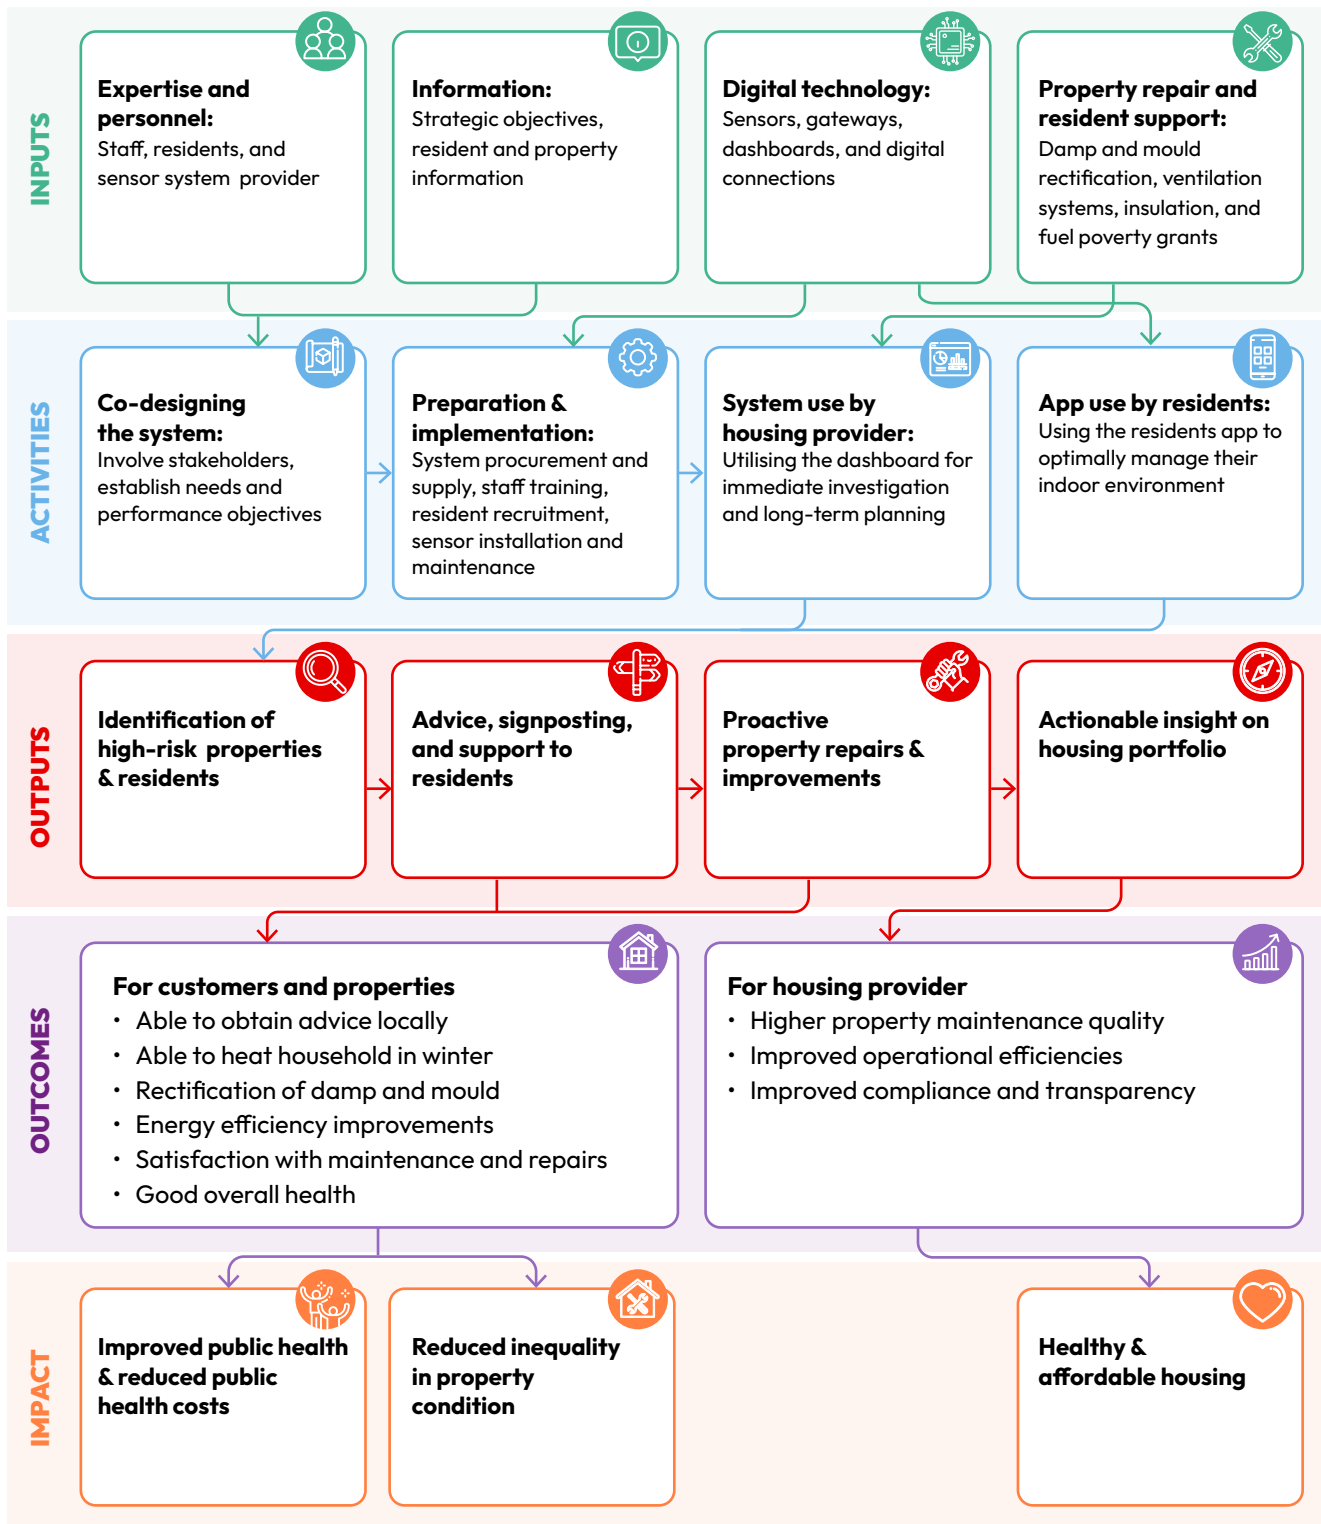 INPUTS
Expertise and
personnel:
Staff, residents, and
sensor system provider
Information:
Strategic objectives,
resident and property
information
Digital technology:
Sensors, gateways,
dashboards, and digital
connections
Property repair and
resident support:
Damp and mould
rectification, ventilation
systems, insulation, and
fuel poverty grants
ACTIVITIES
Co-designing
the system:
Involve stakeholders,
establish needs and
performance objectives
Preparation &
implementation:
System procurement and
supply, staff training,
resident recruitment,
sensor installation and
maintenance
System use by
housing provider:
Utilising the dashboard for
immediate investigation
and long-term planning
App use by residents:
Using the residents app to
optimally manage their
indoor environment
OUTPUTS
Identification of
high-risk properties
& residents
Advice, signposting,
and support to
residents
Proactive
property repairs &
improvements
Actionable insight on
housing portfolio
OUTCOMES
For customers and properties
• Able to obtain advice locally
• Able to heat household in winter
• Rectification of damp and mould
• Energy efficiency improvements
• Satisfaction with maintenance and repairs
• Good overall health
For housing provider
• Higher property maintenance quality
• Improved operational efficiencies
• Improved compliance and transparency
IMPACT
Improved public health
& reduced public
health costs
Reduced inequality
in property
condition
Healthy &
affordable housing